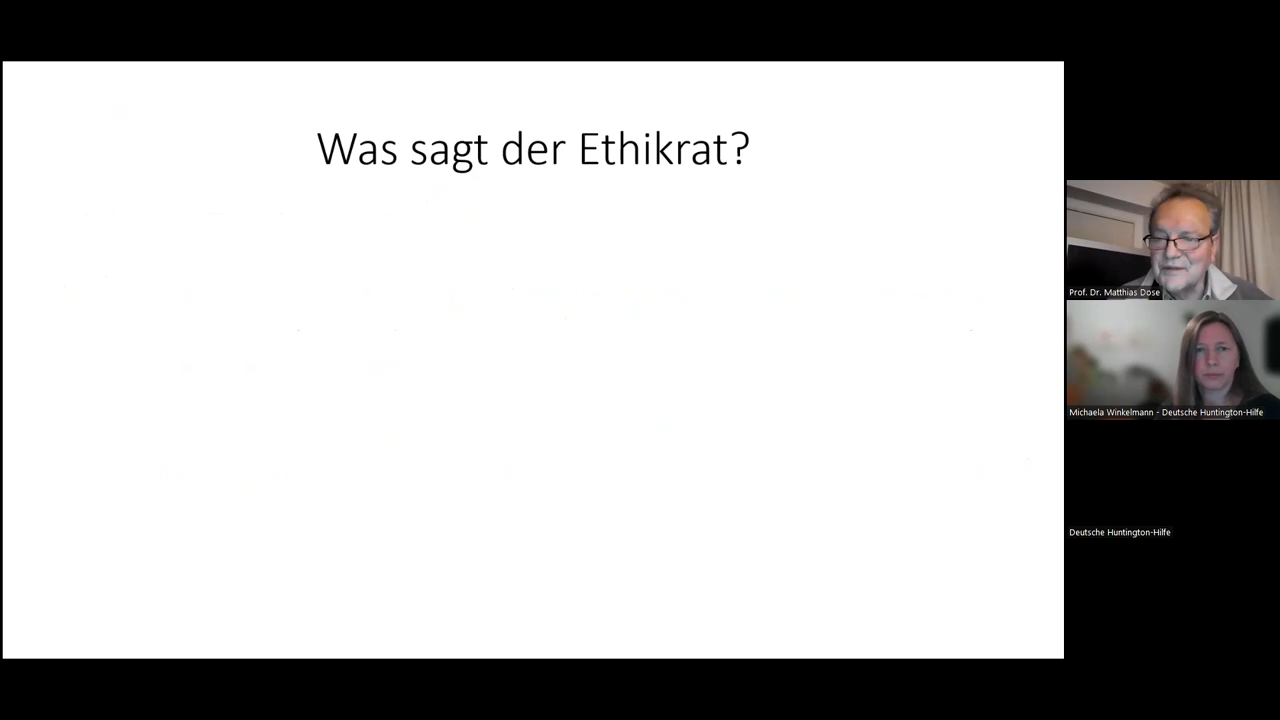 Was sagt der Ethikrat?
Prof. Dr. Matthias Dose
Michaela Winkelmann - Deutsche Huntington-Hilfe
Deutsche Huntington-Hilfe